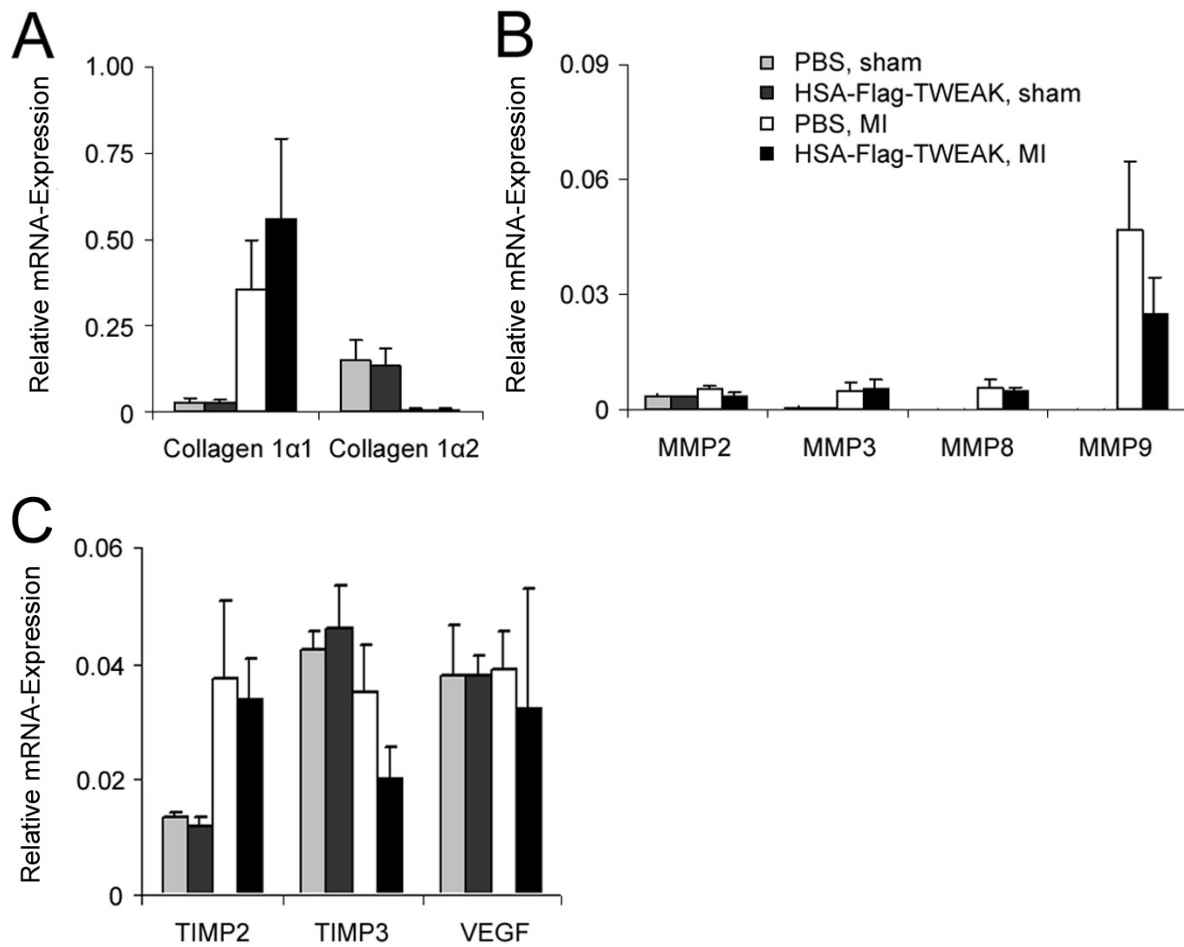 A
Relative mRNA-Expression
1.00
0.75
0.50
0.25
0
Collagen 1α1 Collagen 1α2
B
Relative mRNA-Expression
0.09
0.06
0.03
0
PBS, sham
HSA-Flag-TWEAK, sham
PBS, MI
HSA-Flag-TWEAK, MI
MMP2 MMP3 MMP8 MMP9
C
Relative mRNA-Expression
0.06
0.04
0.02
0
TIMP2 TIMP3 VEGF